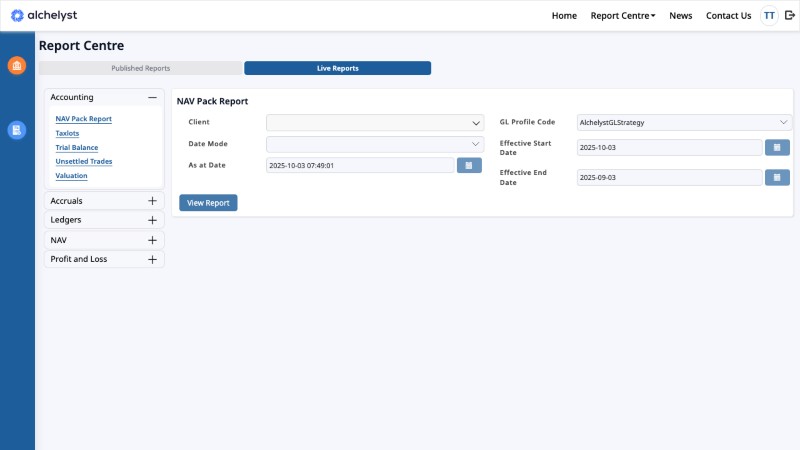 alchelyst
Home
Report Centre
News
Contact Us
TT
Report Centre
Published Reports
Live Reports
Accounting
NAV Pack Report
Taxlots
Trial Balance
Unsettled Trades
Valuation
Accruals
Ledgers
NAV
Profit and Loss
NAV Pack Report
Client
GL Profile Code
AlchelystGLStrategy
Date Mode
Effective Start
Date
2025-10-03
As at Date
2025-10-03 07:49:01
Effective End
Date
2025-09-03
View Report